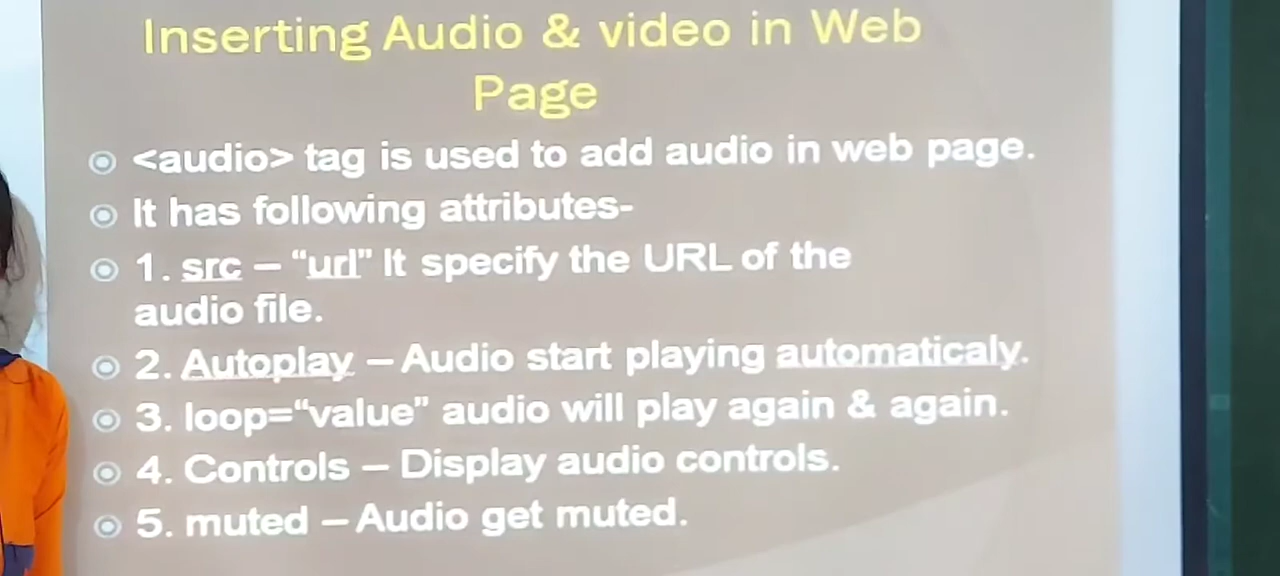 Inserting Audio & video in Web
Page
<audio> tag is used to add audio in web page.
It has following attributes-
1. src – “url” It specify the URL of the
audio file.
2. Autoplay – Audio start playing automaticaly.
3. loop=“value” audio will play again & again.
4. Controls – Display audio controls.
5. muted – Audio get muted.